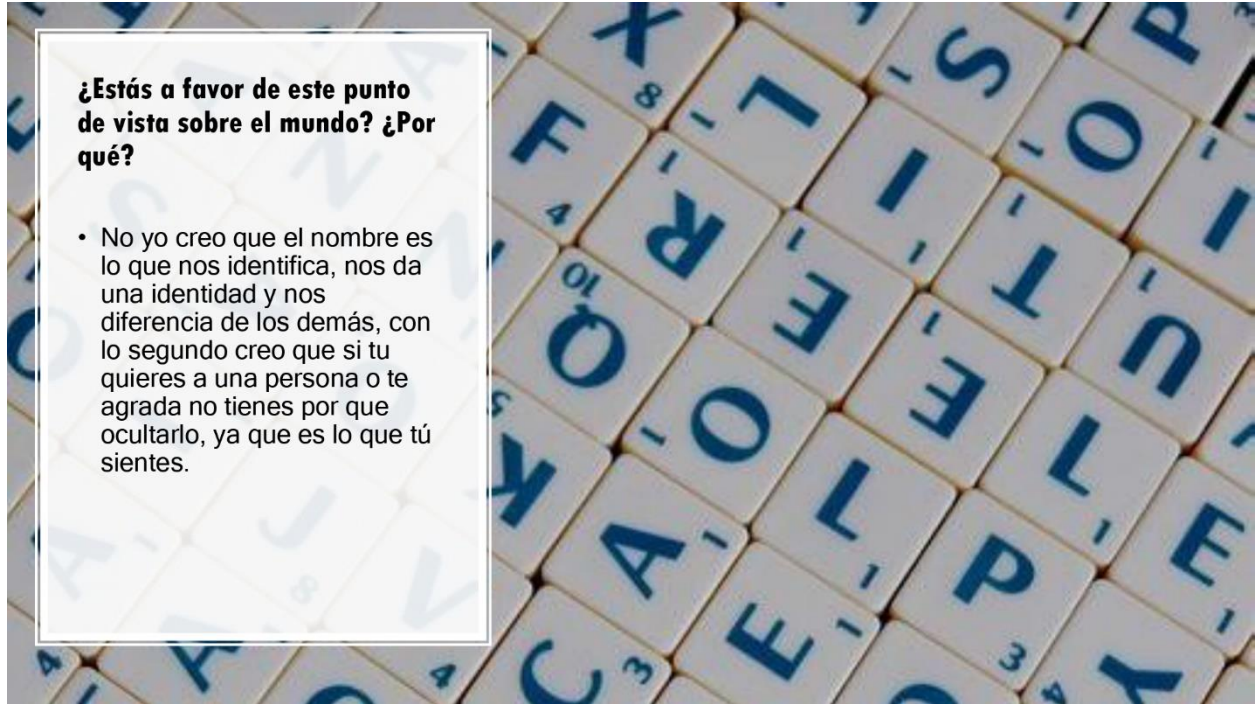 ¿Estás a favor de este punto
de vista sobre el mundo? ¿Por
qué?
• No yo creo que el nombre es
lo que nos identifica, nos da
una identidad y nos
diferencia de los demás, con
lo segundo creo que si tu
quieres a una persona o te
agrada no tienes por que
ocultarlo, ya que es lo que tú
sientes.